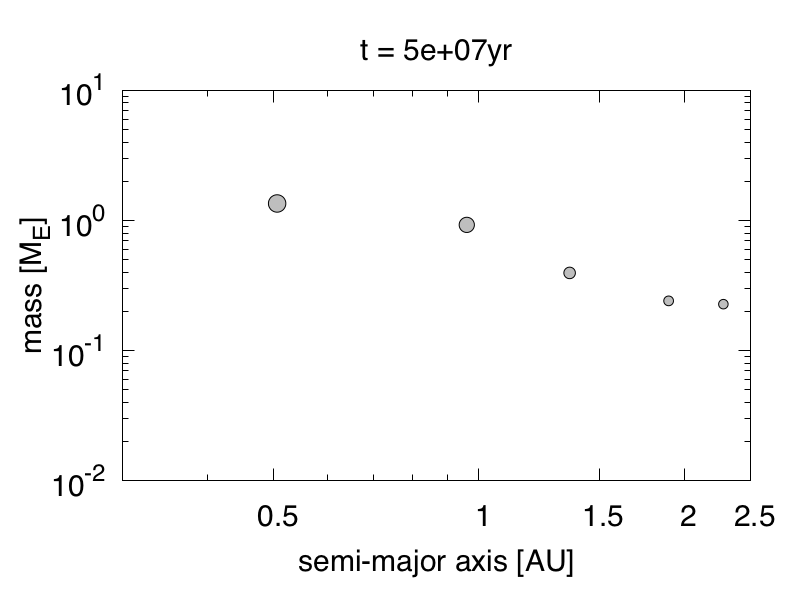 t = 5e+07yr
10^1
10^0
10^-1
10^-2
mass [M_E]
0.5 1 1.5 2 2.5
semi-major axis [AU]